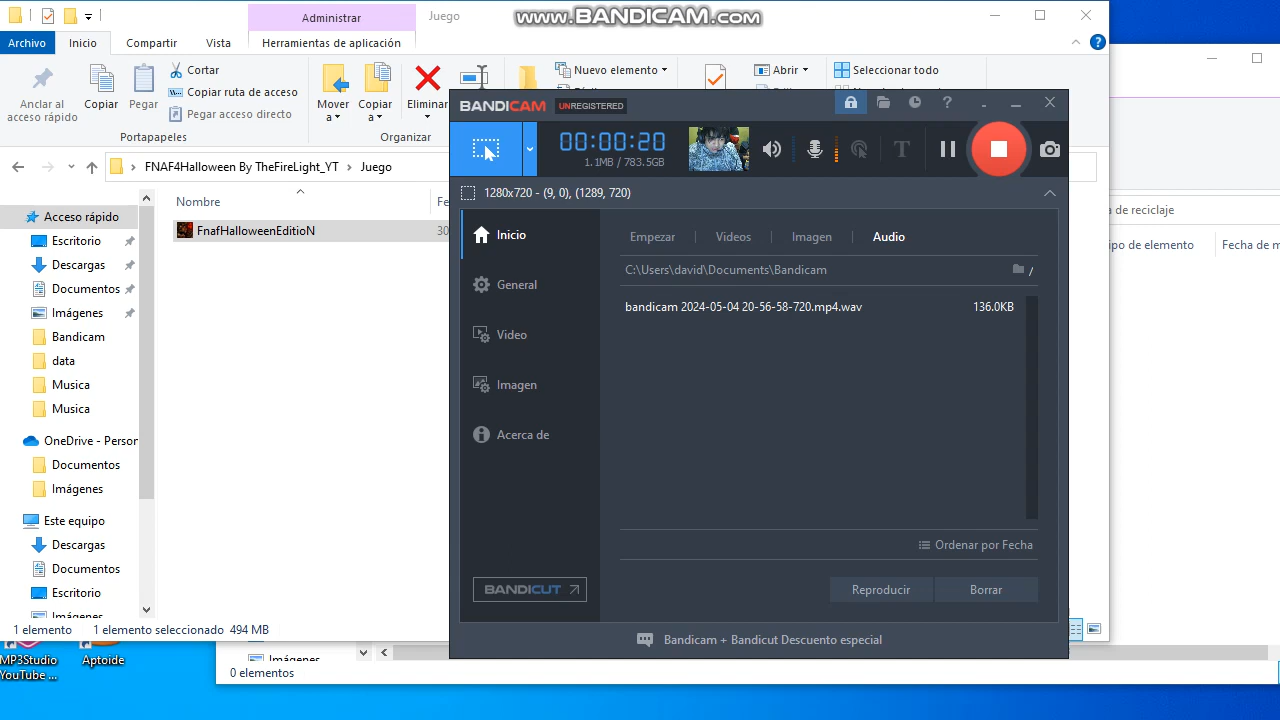 Administrar
Juego
www.BANDICAM.com
Archivo
Inicio
Compartir
Vista
Herramientas de aplicación
Anclar al
acceso rápido
Copiar
Pegar
Cortar
Copiar ruta de acceso
Pegar acceso directo
Portapapeles
Mover
a
Copiar
a
Eliminar
Organizar
Nuevo elemento
Abrir
Seleccionar todo
FNAF4Halloween By TheFireLight_YT
Juego
Nombre
Fe
Acceso rápido
Escritorio
Descargas
Documentos
Imágenes
Bandicam
data
Musica
Musica
OneDrive - Person
Documentos
Imágenes
Este equipo
Descargas
Documentos
Escritorio
Imágenes
FnafHalloweenEditioN
30
1 elemento
1 elemento seleccionado
494 MB
BANDICAM
UNREGISTERED
00:00:20
1.1MB / 783.5GB
1280x720 - (9, 0), (1289, 720)
Inicio
General
Video
Imagen
Acerca de
BANDICUT
Empezar
Videos
Imagen
Audio
C:\Users\david\Documents\Bandicam
/
bandicam 2024-05-04 20-56-58-720.mp4.wav
136.0KB
Ordenar por Fecha
Reproducir
Borrar
Bandicam + Bandicut Descuento especial
a de reciclaje
ipo de elemento
Fecha de m
MP3Studio
YouTube ...
Aptoide
Imágenes
0 elementos